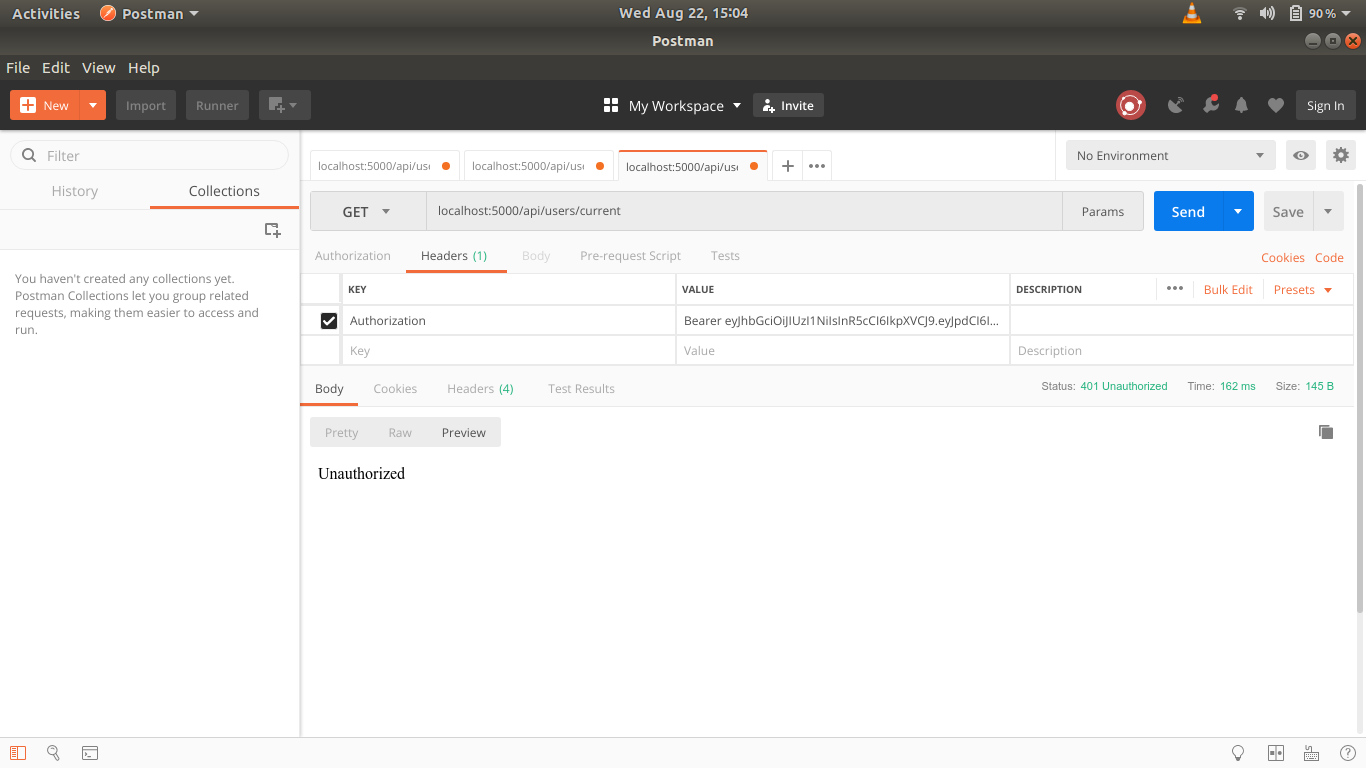 Activities Postman Wed Aug 22, 15:04 90%
Postman
File Edit View Help
New Import Runner My Workspace Invite Sign In
Filter
History Collections
You haven't created any collections yet.
Postman Collections let you group related
requests, making them easier to access and
run.
localhost:5000/api/use localhost:5000/api/use localhost:5000/api/use No Environment
GET localhost:5000/api/users/current Params Send Save
Authorization Headers (1) Body Pre-request Script Tests Cookies Code
KEY VALUE DESCRIPTION Bulk Edit Presets
Authorization Bearer eyJhbGciOiJIUzI1NiIsInR5cCI6IkpXVCJ9.eyJpdCI6I...
Key Value Description
Body Cookies Headers (4) Test Results Status: 401 Unauthorized Time: 162 ms Size: 145 B
Pretty Raw Preview
Unauthorized